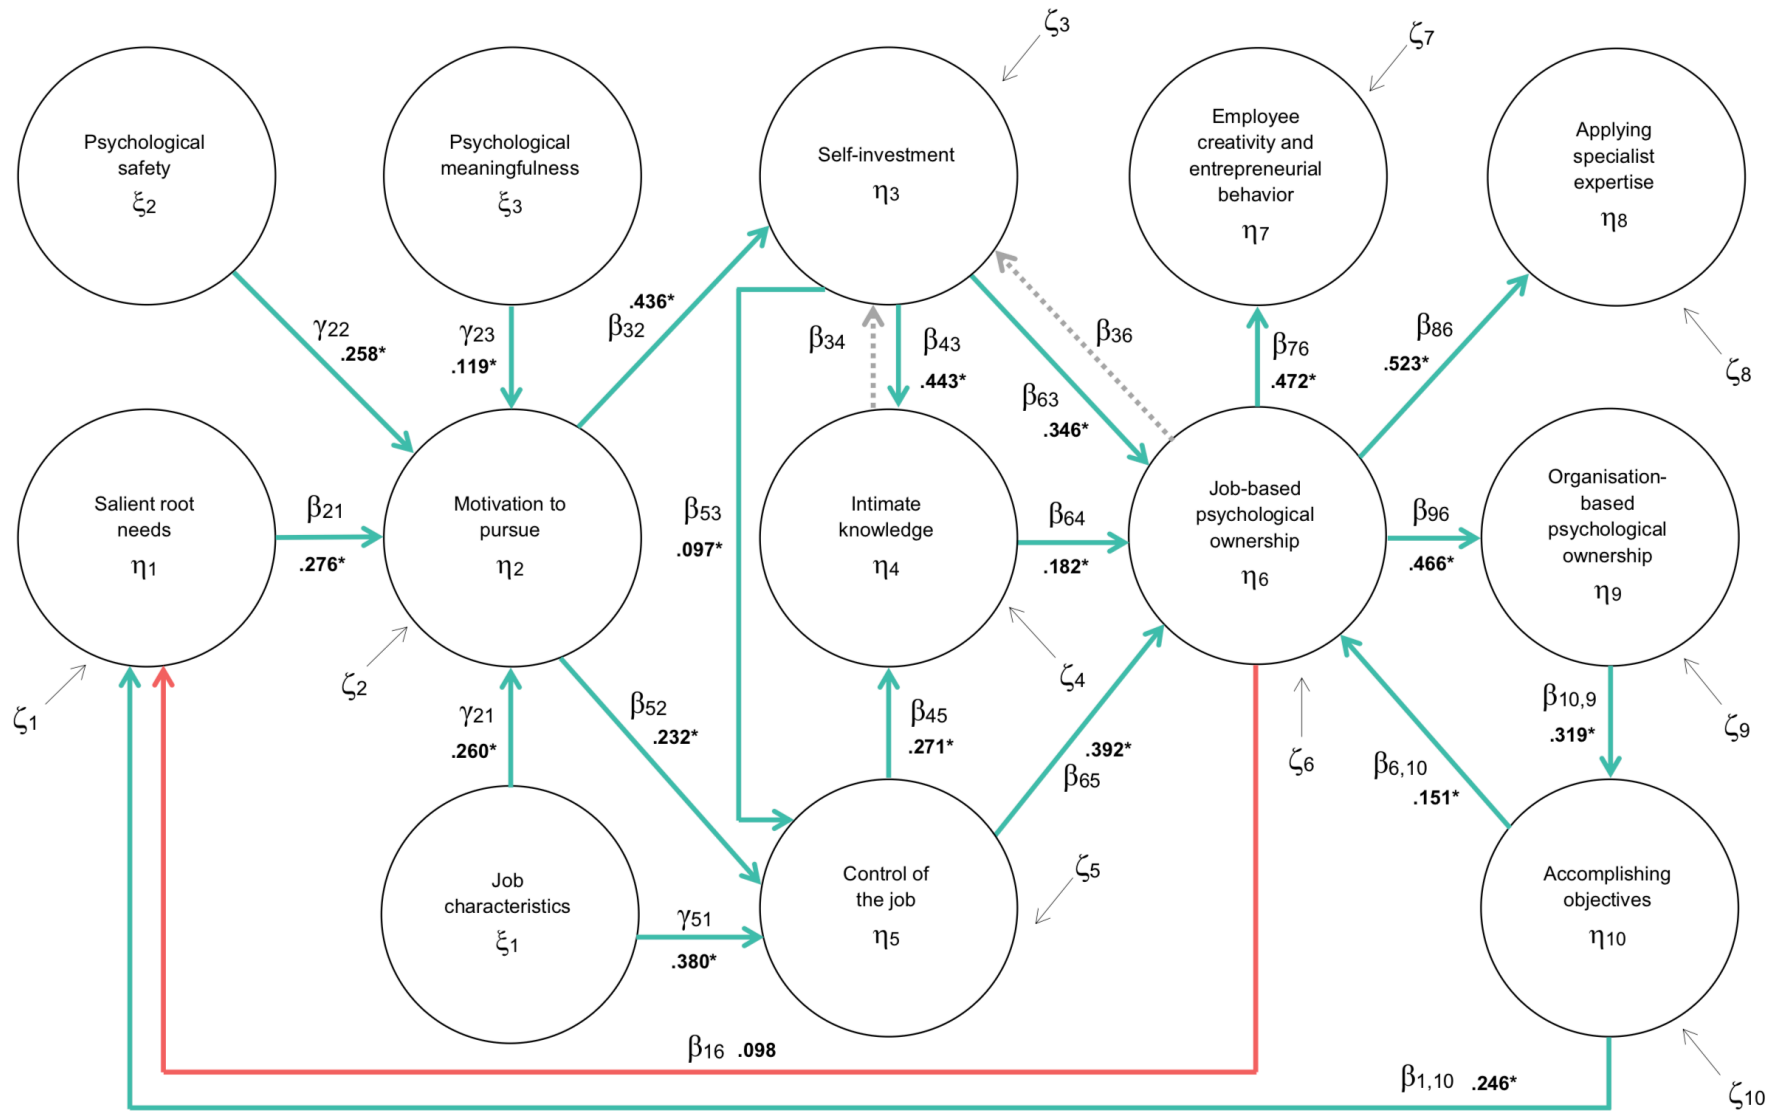 ζ3
ζ7
Psychological
safety
ξ2
Psychological
meaningfulness
ξ3
Self-investment
η3
Employee
creativity and
entrepreneurial
behavior
η7
Applying
specialist
expertise
η8
γ22
.258*
γ23
.119*
.436*
β32
β34
β43
.443*
β36
β63
.346*
β76
.472*
β86
.523*
ζ8
Salient root
needs
η1
β21
.276*
Motivation to
pursue
η2
β53
.097*
Intimate
knowledge
η4
β64
.182*
Job-based
psychological
ownership
η6
β96
.466*
Organisation-
based
psychological
ownership
η9
ζ1
ζ2
γ21
.260*
β52
.232*
β45
.271*
ζ4
.392*
β65
ζ6
β6,10
.151*
β10,9
.319*
ζ9
Job
characteristics
ξ1
γ51
.380*
Control of
the job
η5
ζ5
Accomplishing
objectives
η10
β16 .098
β1,10 .246*
ζ10